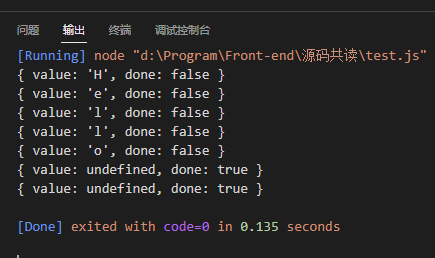 问题 输出 终端 调试控制台
[Running] node "d:\Program\Front-end\源码共读\test.js"
{ value: 'H', done: false }
{ value: 'e', done: false }
{ value: 'l', done: false }
{ value: 'l', done: false }
{ value: 'o', done: false }
{ value: undefined, done: true }
{ value: undefined, done: true }
[Done] exited with code=0 in 0.135 seconds